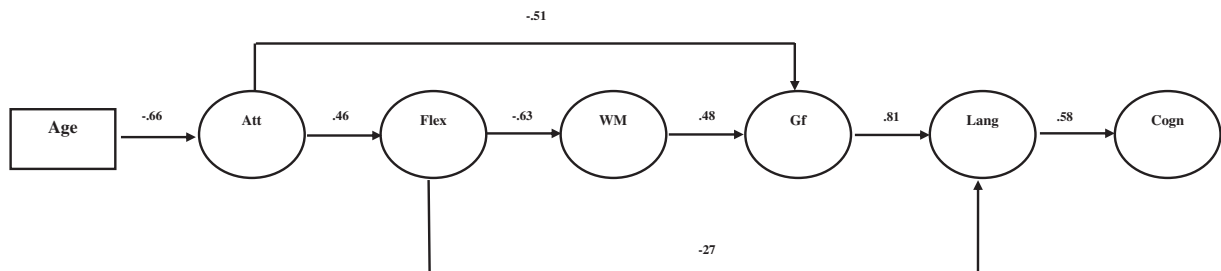 -.51
Age
-.66
Att
.46
Flex
-.63
WM
.48
Gf
.81
Lang
.58
Cogn
-27